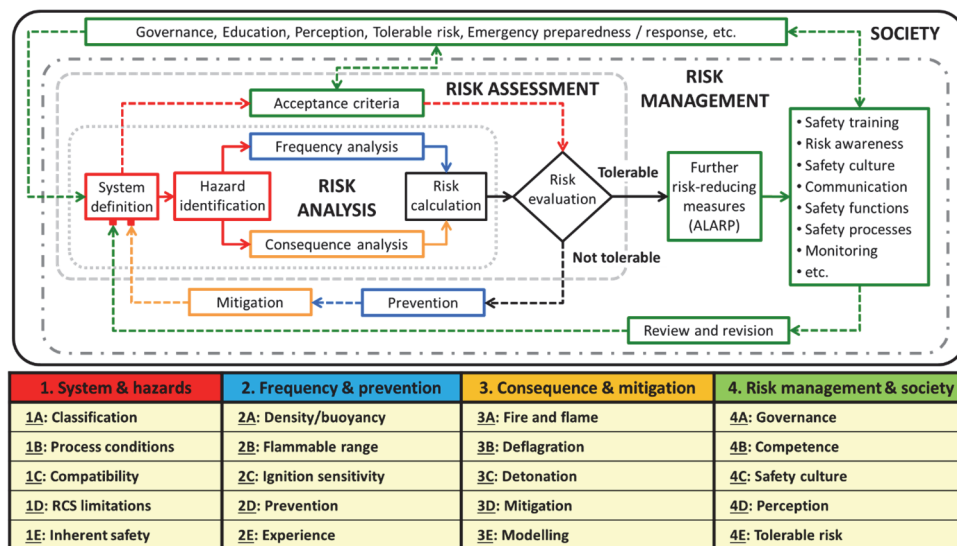 Governance, Education, Perception, Tolerable risk, Emergency preparedness / response, etc.
SOCIETY
RISK ASSESSMENT
RISK
MANAGEMENT
Acceptance criteria
Frequency analysis
System
definition
Hazard
identification
RISK
ANALYSIS
Risk
calculation
Consequence analysis
Risk
evaluation
Tolerable
Not tolerable
Further
risk-reducing
measures
(ALARP)
• Safety training
• Risk awareness
• Safety culture
• Communication
• Safety functions
• Safety processes
• Monitoring
• etc.
Mitigation
Prevention
Review and revision
1. System & hazards
2. Frequency & prevention
3. Consequence & mitigation
4. Risk management & society
1A: Classification
2A: Density/buoyancy
3A: Fire and flame
4A: Governance
1B: Process conditions
2B: Flammable range
3B: Deflagration
4B: Competence
1C: Compatibility
2C: Ignition sensitivity
3C: Detonation
4C: Safety culture
1D: RCS limitations
2D: Prevention
3D: Mitigation
4D: Perception
1E: Inherent safety
2E: Experience
3E: Modelling
4E: Tolerable risk